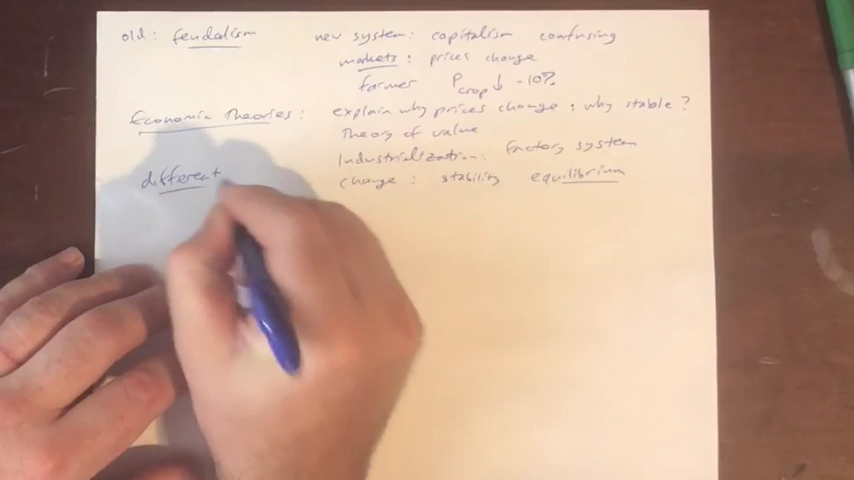 old: feudalism new system: capitalism confusing
markets: prices change
farmer Pcrop↓ -10%
Economic Theories: explain why prices change: why stable?
Theory of value
Industrialization: factory system
different change: stability equilibrium